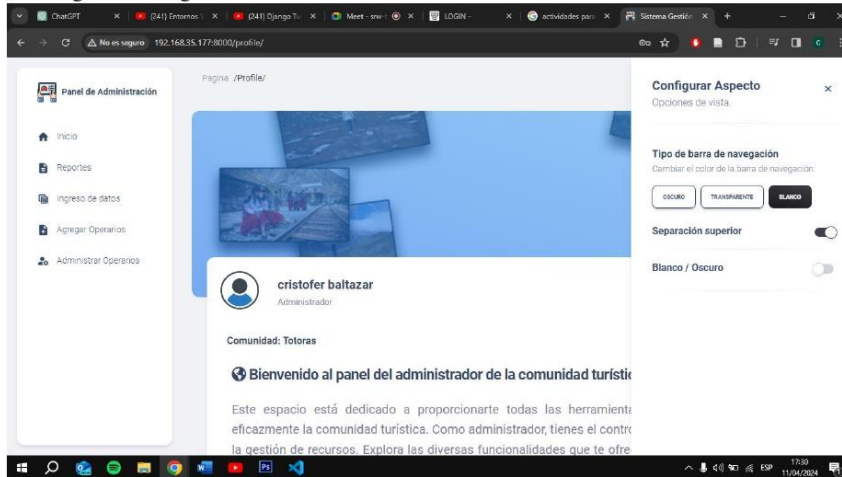 ChatGPT
(241) Entornos V
(241) Django Tu
Meet - snw-
LOGIN -
actividades para
Sistema Gestión
No es seguro 192.168.35.177:8000/profile/
Panel de Administración
Inicio
Reportes
Ingreso de datos
Agregar Operarios
Administrar Operarios
Pagina /Profile/
cristofer baltazar
Administrador
Comunidad: Totoras
Bienvenido al panel del administrador de la comunidad turístic
Este espacio está dedicado a proporcionarte todas las herramienta
eficazmente la comunidad turística. Como administrador, tienes el contro
la gestión de recursos. Explora las diversas funcionalidades que te ofre
Configurar Aspecto
Opciones de vista.
Tipo de barra de navegación
Cambiar el color de la barra de navegación.
OSCURO TRANSPARENTE BLANCO
Separación superior
Blanco / Oscuro
ESP
17:30
11/04/2024